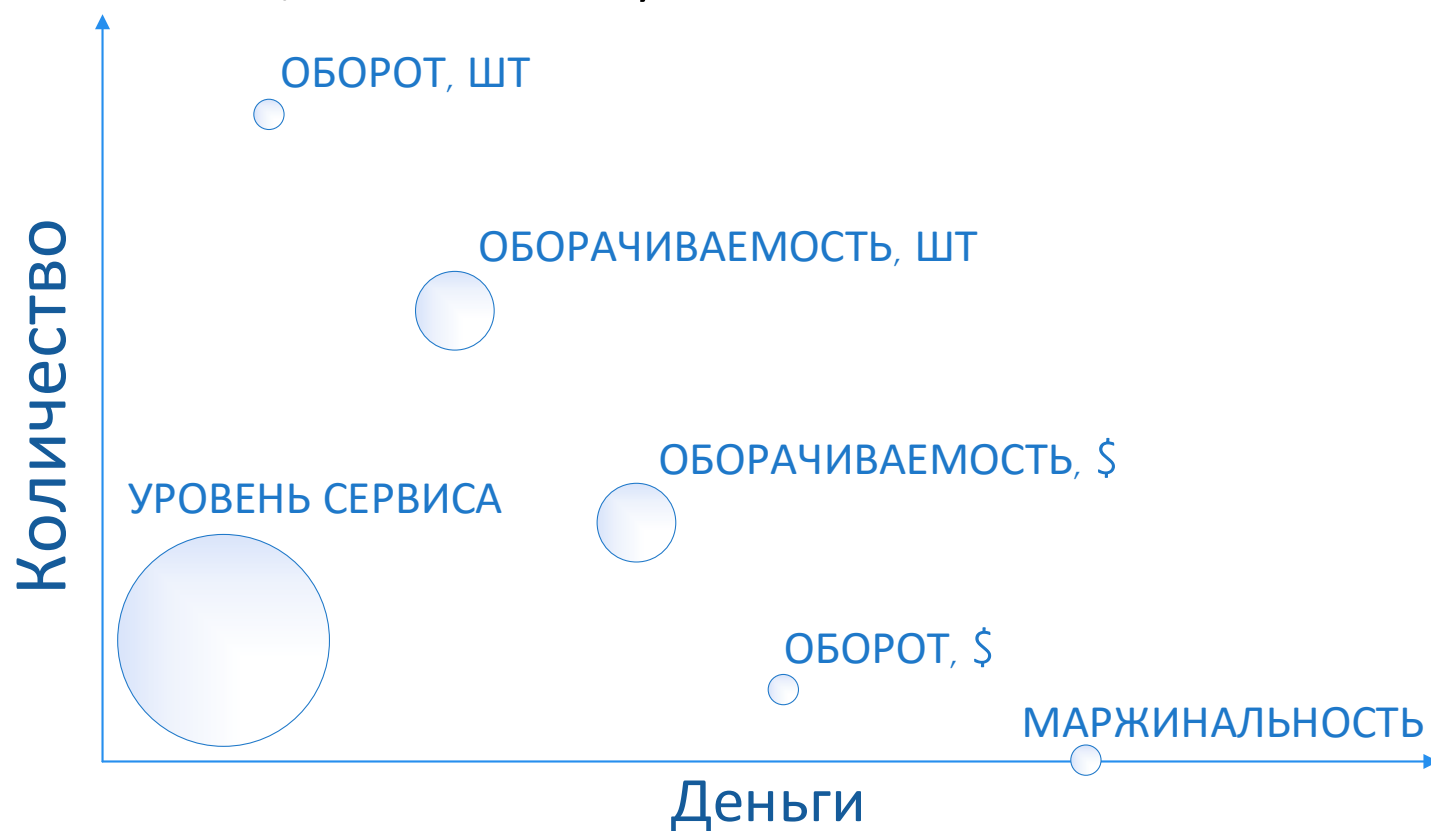 ОБОРОТ, ШТ
ОБОРАЧИВАЕМОСТЬ, ШТ
Количество
ОБОРАЧИВАЕМОСТЬ, $
УРОВЕНЬ СЕРВИСА
ОБОРОТ, $
МАРЖИНАЛЬНОСТЬ
Деньги